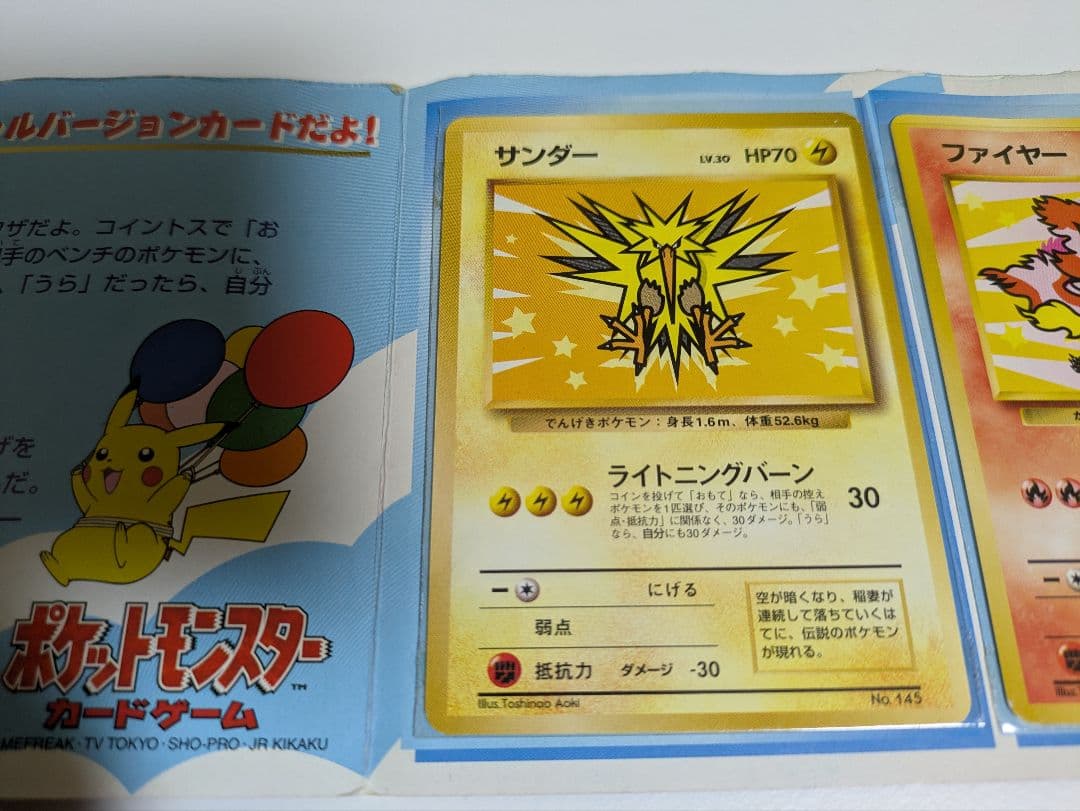 ルバージョンカードだよ!
ザだよ。コイントスで「お
手のベンチのポケモンに、
、「うら」だったら、自分
じぶん
ザを
だ。
ポケットモンスター
TM
カードゲーム
MEFREAK・TV TOKYO・SHO-PRO・JR KIKAKU
サンダー LV.30 HP70
でんげきポケモン:身長1.6m、体重52.6kg
ライトニングバーン 30
コインを投げて「おもて」なら、相手の控え
ポケモンを1匹選び、そのポケモンにも、「弱
点・抵抗力」に関係なく、30ダメージ。「うら」
なら、自分にも30ダメージ。
にげる
弱点
抵抗力 ダメージ -30
空が暗くなり、稲妻が
連続して落ちていくは
てに、伝説のポケモン
が現れる。
Illus.Toshinao Aoki
No.145
ファイヤー